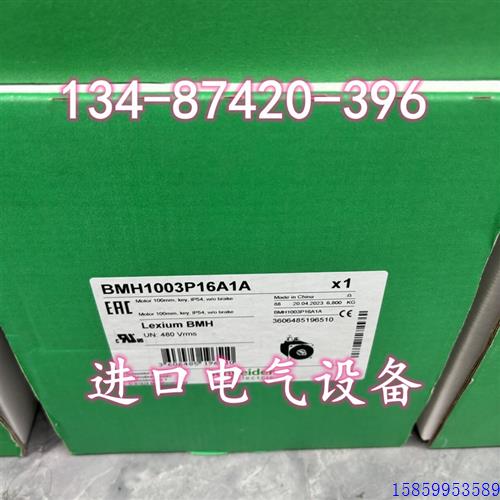 134-87420-396
BMH1003P16A1A
x1
EAC
Motor 100mm, key, IP54, w/o brake
Made in China
88 20.04.2023 6,800 KG
Motor 100mm, key, IP54, w/o brake
BMH1003P16A1A
Lexium BMH
3606485196510
UN: 480 Vrms
进口电气设备
15859953589